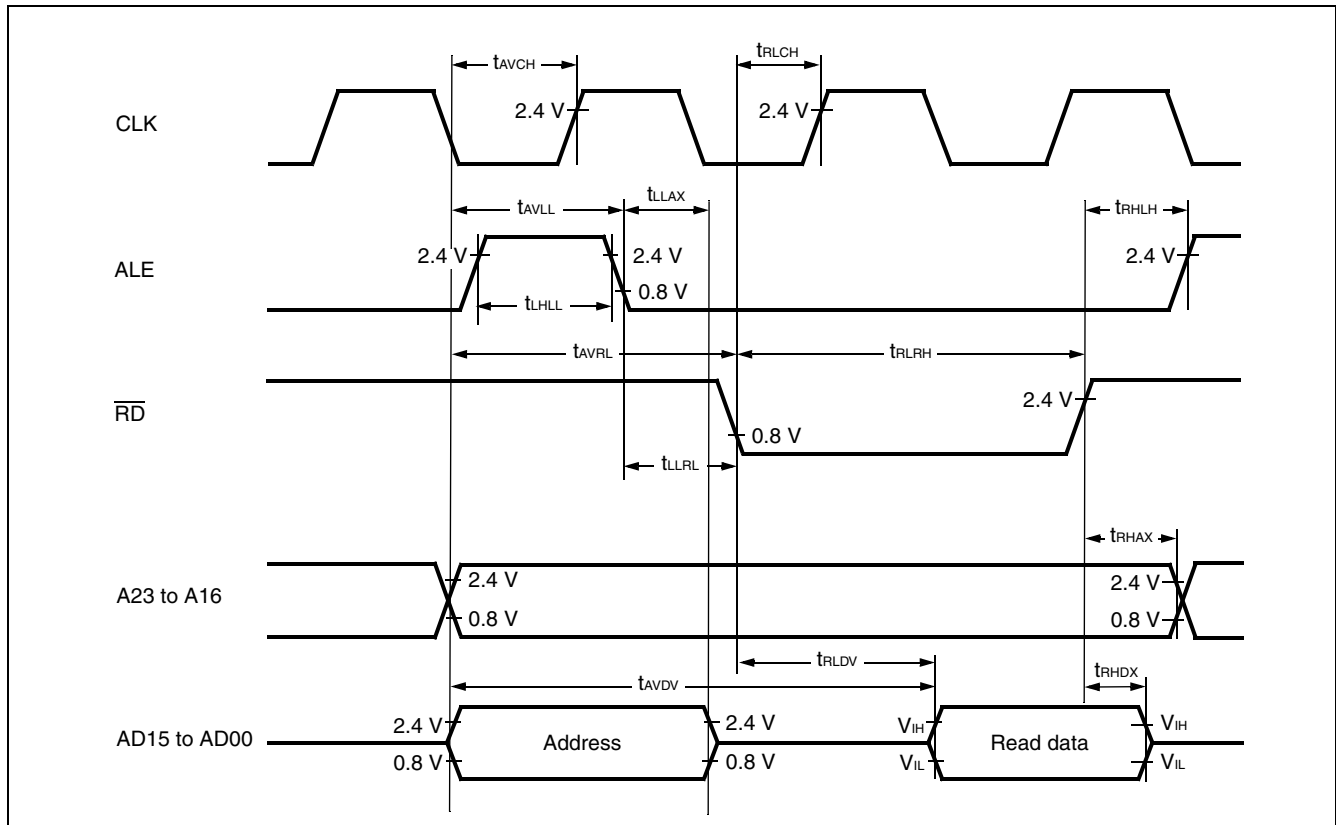 tAVCH
tRLCH
CLK
2.4 V
2.4 V
tAVLL
tLLAX
tRHLH
ALE
2.4 V
2.4 V
0.8 V
2.4 V
tLHLL
tAVRL
tRLRH
RD
2.4 V
0.8 V
tLLRL
tRHAX
A23 to A16
2.4 V
0.8 V
2.4 V
0.8 V
tRLDV
tAVDV
tRHDX
AD15 to AD00
2.4 V
0.8 V
Address
2.4 V
0.8 V
VIH
VIL
Read data
VIH
VIL